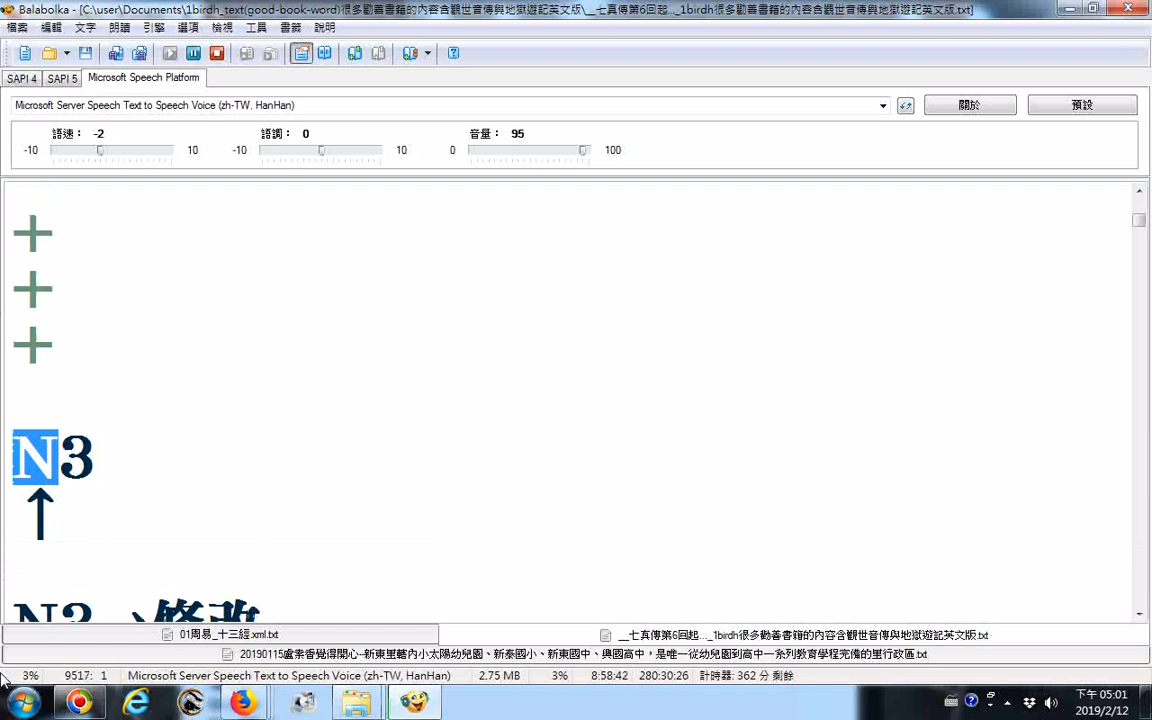 Balabolka - [C:\user\Documents\1birdh_text(good-book-word)很多勸善書籍的內容含觀世音傳與地獄遊記英文版\__七真傳第6回起..._1birdh很多勸善書籍的內容含觀世音傳與地獄遊記英文版.txt]
檔案 編輯 文字 朗讀 引擎 選項 檢視 工具 書籤 說明
SAPI 4 SAPI 5 Microsoft Speech Platform
Microsoft Server Speech Text to Speech Voice (zh-TW, HanHan) 關於 預設
語速： -2 語調： 0 音量： 95
-10 10 -10 10 0 100
+
+
+
N3
↑
N3 、修改
01周易_十三經.xml.txt __七真傳第6回起..._1birdh很多勸善書籍的內容含觀世音傳與地獄遊記英文版.txt
20190115盧素香覺得開心--新東里轄內小太陽幼兒園、新泰國小、新東國中、興國高中，是唯一從幼兒園到高中一系列教育學程完備的里行政區.txt
3% 9517: 1 Microsoft Server Speech Text to Speech Voice (zh-TW, HanHan) 2.75 MB 3% 8:58:42 280:30:26 計時器: 362 分 剩餘
下午 05:01
2019/2/12